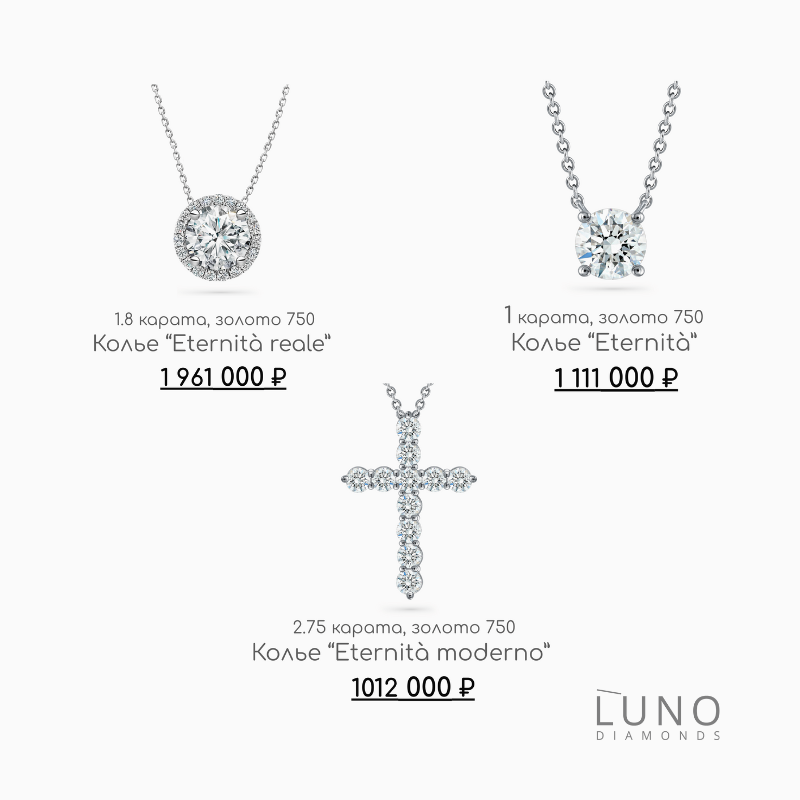 1.8 карата, золото 750
Колье “Eternità reale”
1 961 000 ₽
1 карата, золото 750
Колье “Eternità”
1 111 000 ₽
2.75 карата, золото 750
Колье “Eternità moderno”
1012 000 ₽
LUNO
DIAMONDS